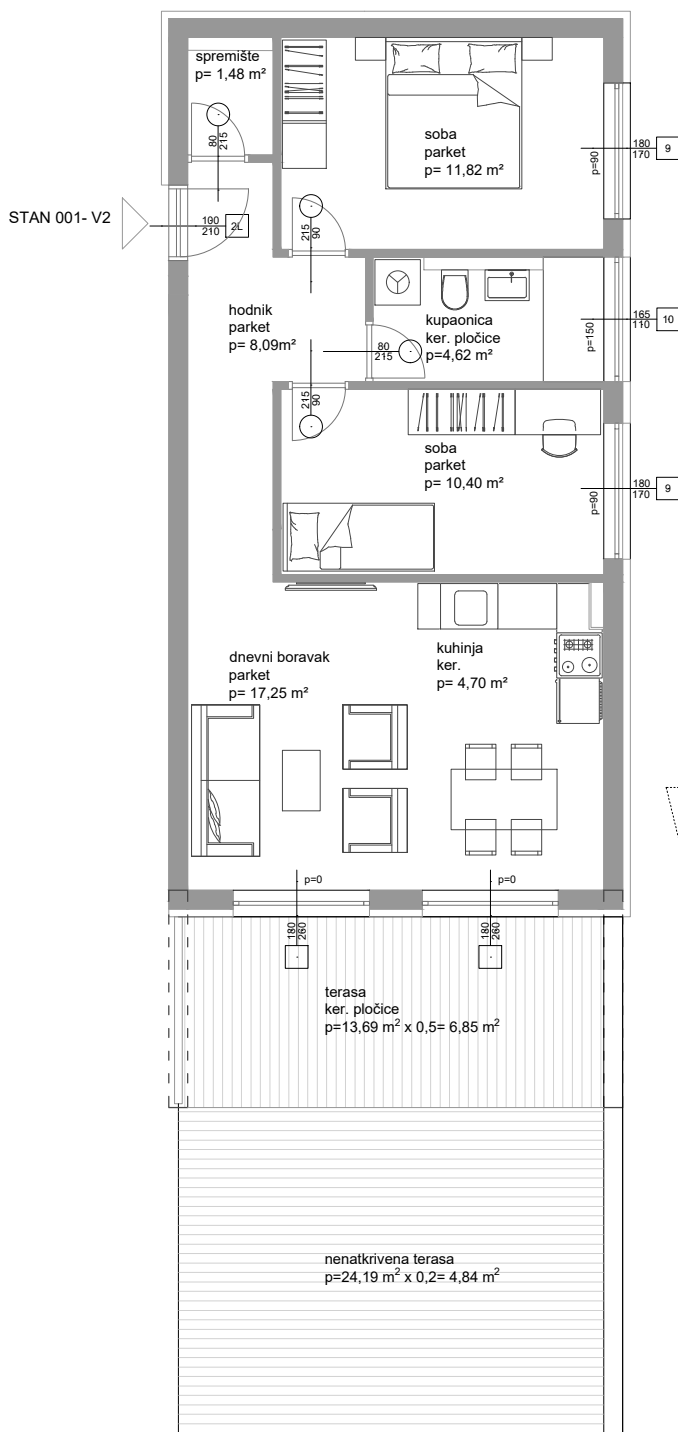 spremište
p= 1,48 m²
80
215
soba
parket
p= 11,82 m²
p=90
180
170
9
STAN 001- V2
100
210
2L
215
90
hodnik
parket
p= 8,09m²
kupaonica
ker. pločice
p=4,62 m²
80
215
p=150
165
110
10
215
90
soba
parket
p= 10,40 m²
p=90
180
170
9
dnevni boravak
parket
p= 17,25 m²
kuhinja
ker.
p= 4,70 m²
p=0
p=0
180
260
180
260
terasa
ker. pločice
p=13,69 m² x 0,5= 6,85 m²
nenatkrivena terasa
p=24,19 m² x 0,2= 4,84 m²